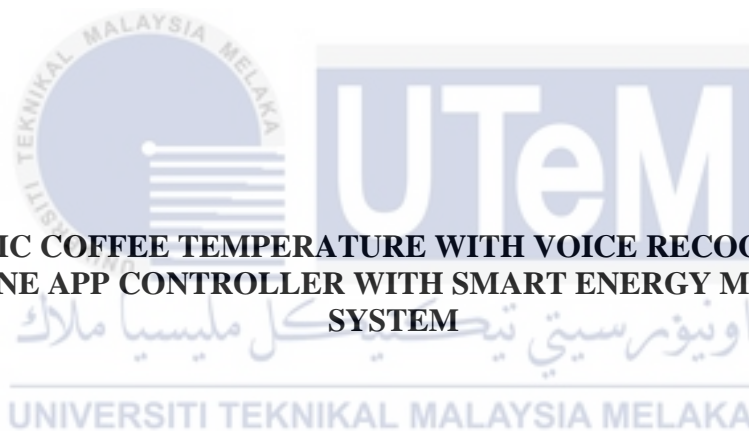 UNIVERSITI TEKNIKAL MALAYSIA MELAKA
UTeM
IC COFFEE TEMPERATURE WITH VOICE RECOG
NE APP CONTROLLER WITH SMART ENERGY M
SYSTEM
اونيۏرسيتي تيكنيكل مليسيا ملاك
UNIVERSITI TEKNIKAL MALAYSIA MELAKA